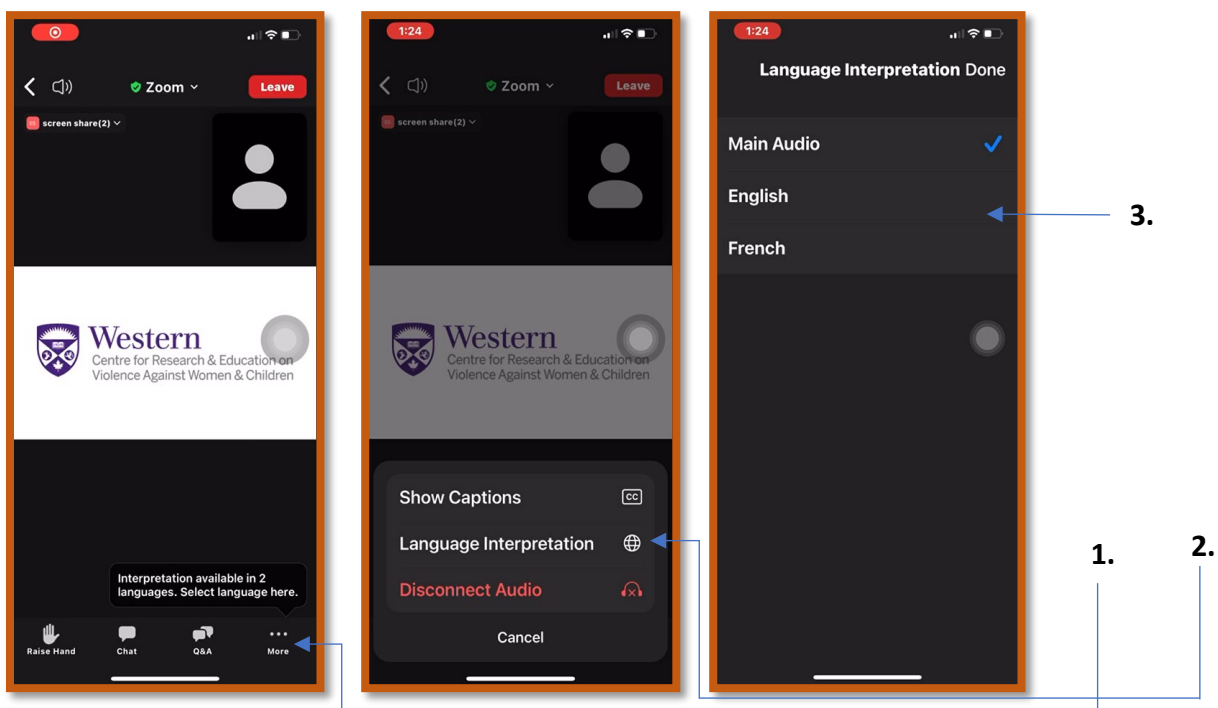 Zoom
Leave
screen share(2)
Western
Centre for Research & Education on
Violence Against Women & Children
Interpretation available in 2
languages. Select language here.
Raise Hand
Chat
Q&A
More
1:24
Zoom
Leave
screen share(2)
Western
Centre for Research & Education on
Violence Against Women & Children
Show Captions
CC
Language Interpretation
Disconnect Audio
Cancel
1:24
Language Interpretation Done
Main Audio
English
French
3.
1.
2.